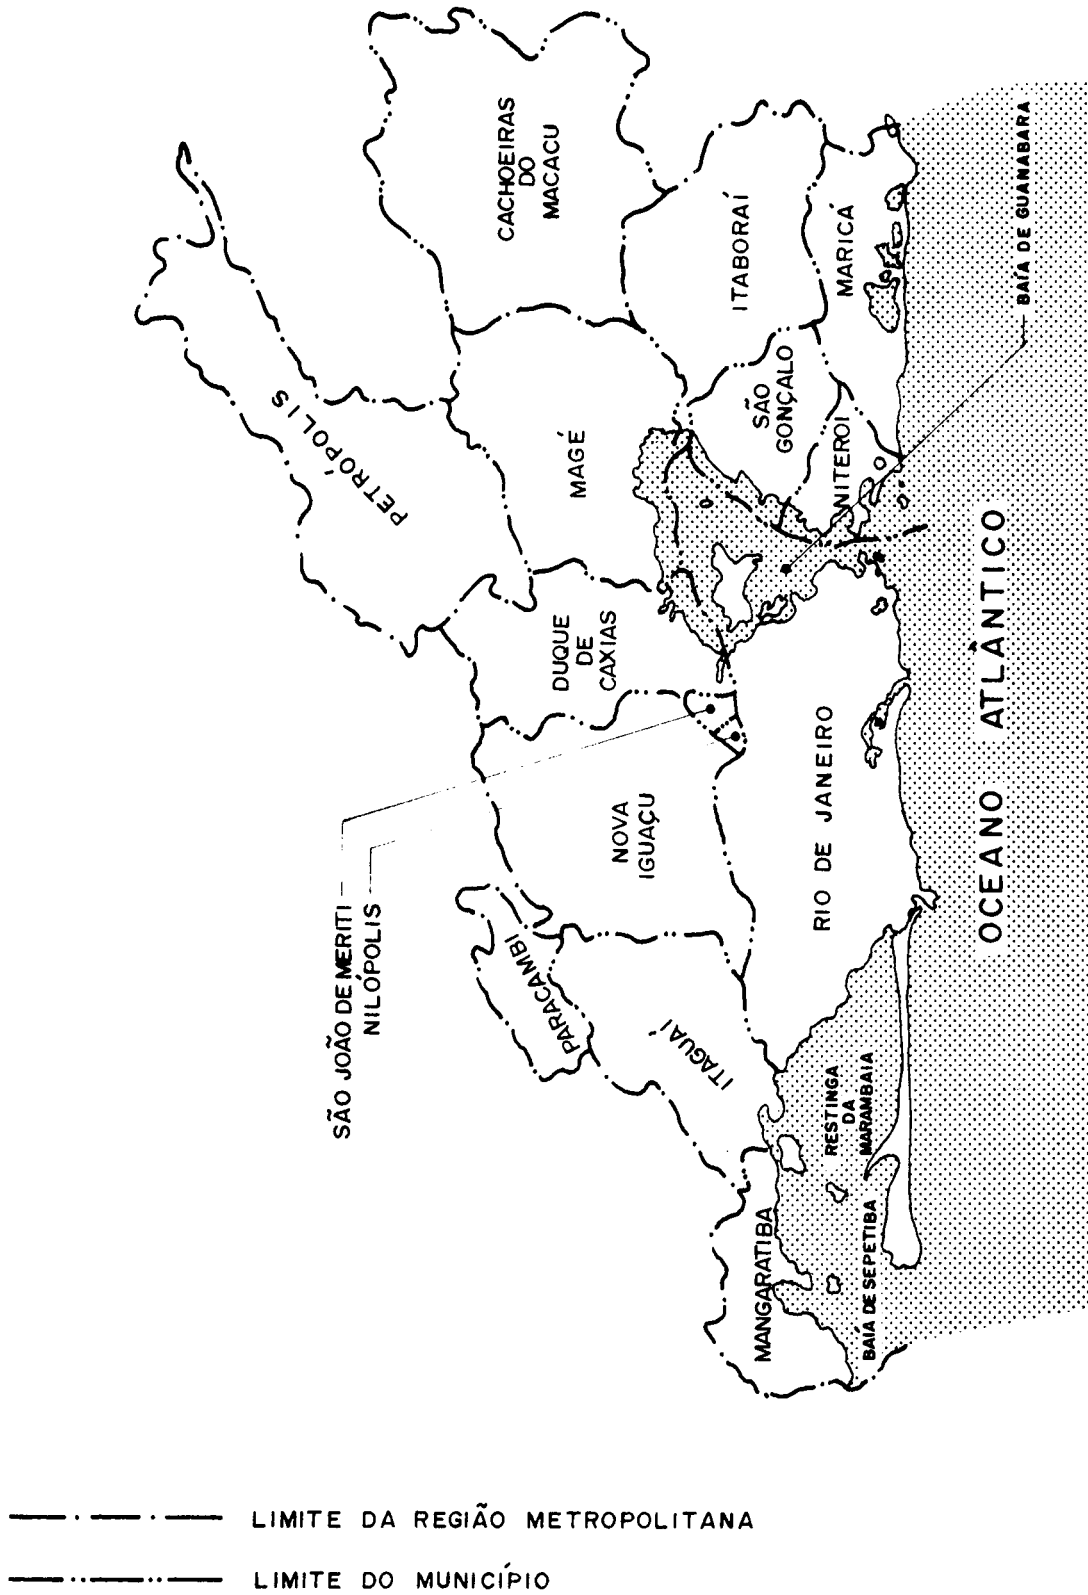 CACHOEIRAS
DO
MACACU
PETRÓPOLIS
ITABORAÍ
MARICÁ
BAÍA DE GUANABARA
SÃO
GONÇALO
MAGÉ
NITEROI
DUQUE
DE
CAXIAS
SÃO JOÃO DE MERITI
NILÓPOLIS
NOVA
IGUAÇU
RIO DE JANEIRO
OCEANO ATLÂNTICO
PARACAMBI
ITAGUAÍ
RESTINGA
DA
MARAMBAIA
MANGARATIBA
BAÍA DE SEPETIBA
LIMITE DA REGIÃO METROPOLITANA
LIMITE DO MUNICÍPIO